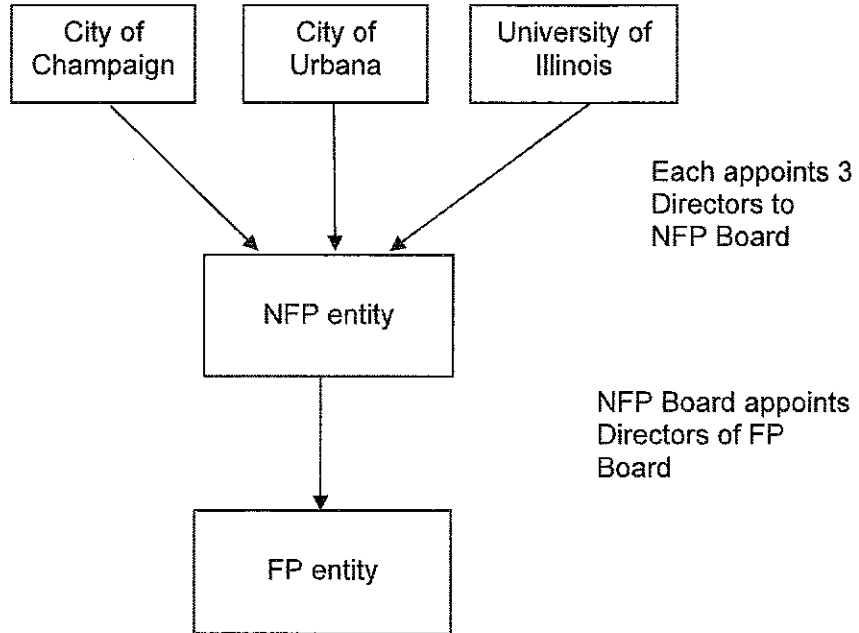 City of
Champaign
City of
Urbana
University of
Illinois
Each appoints 3
Directors to
NFP Board
NFP entity
NFP Board appoints
Directors of FP
Board
FP entity